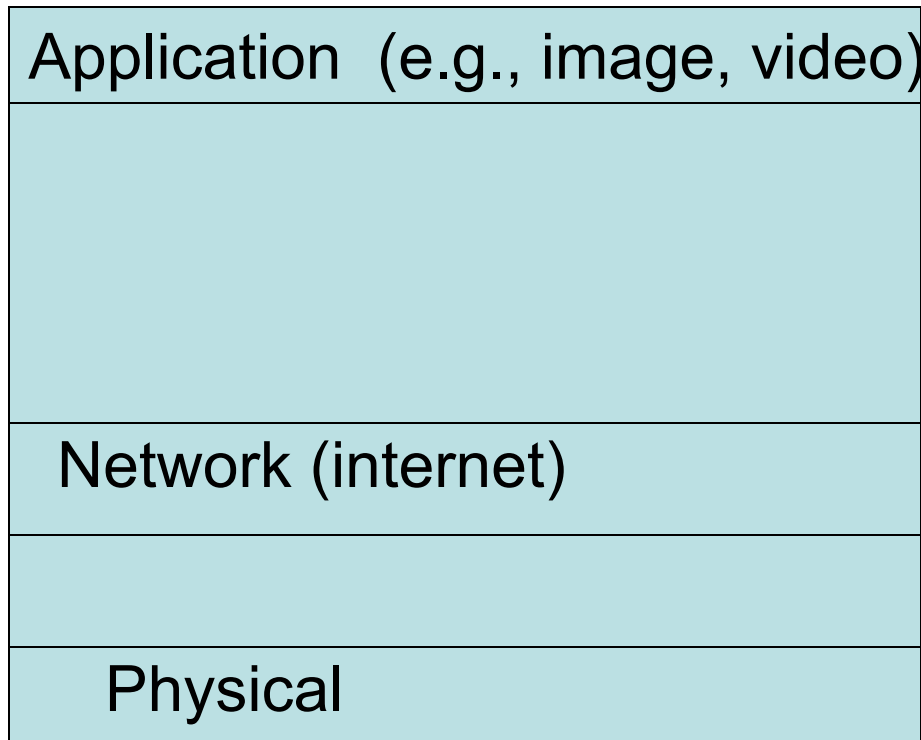 Application  (e.g., image, video)
Network (internet)
Physical